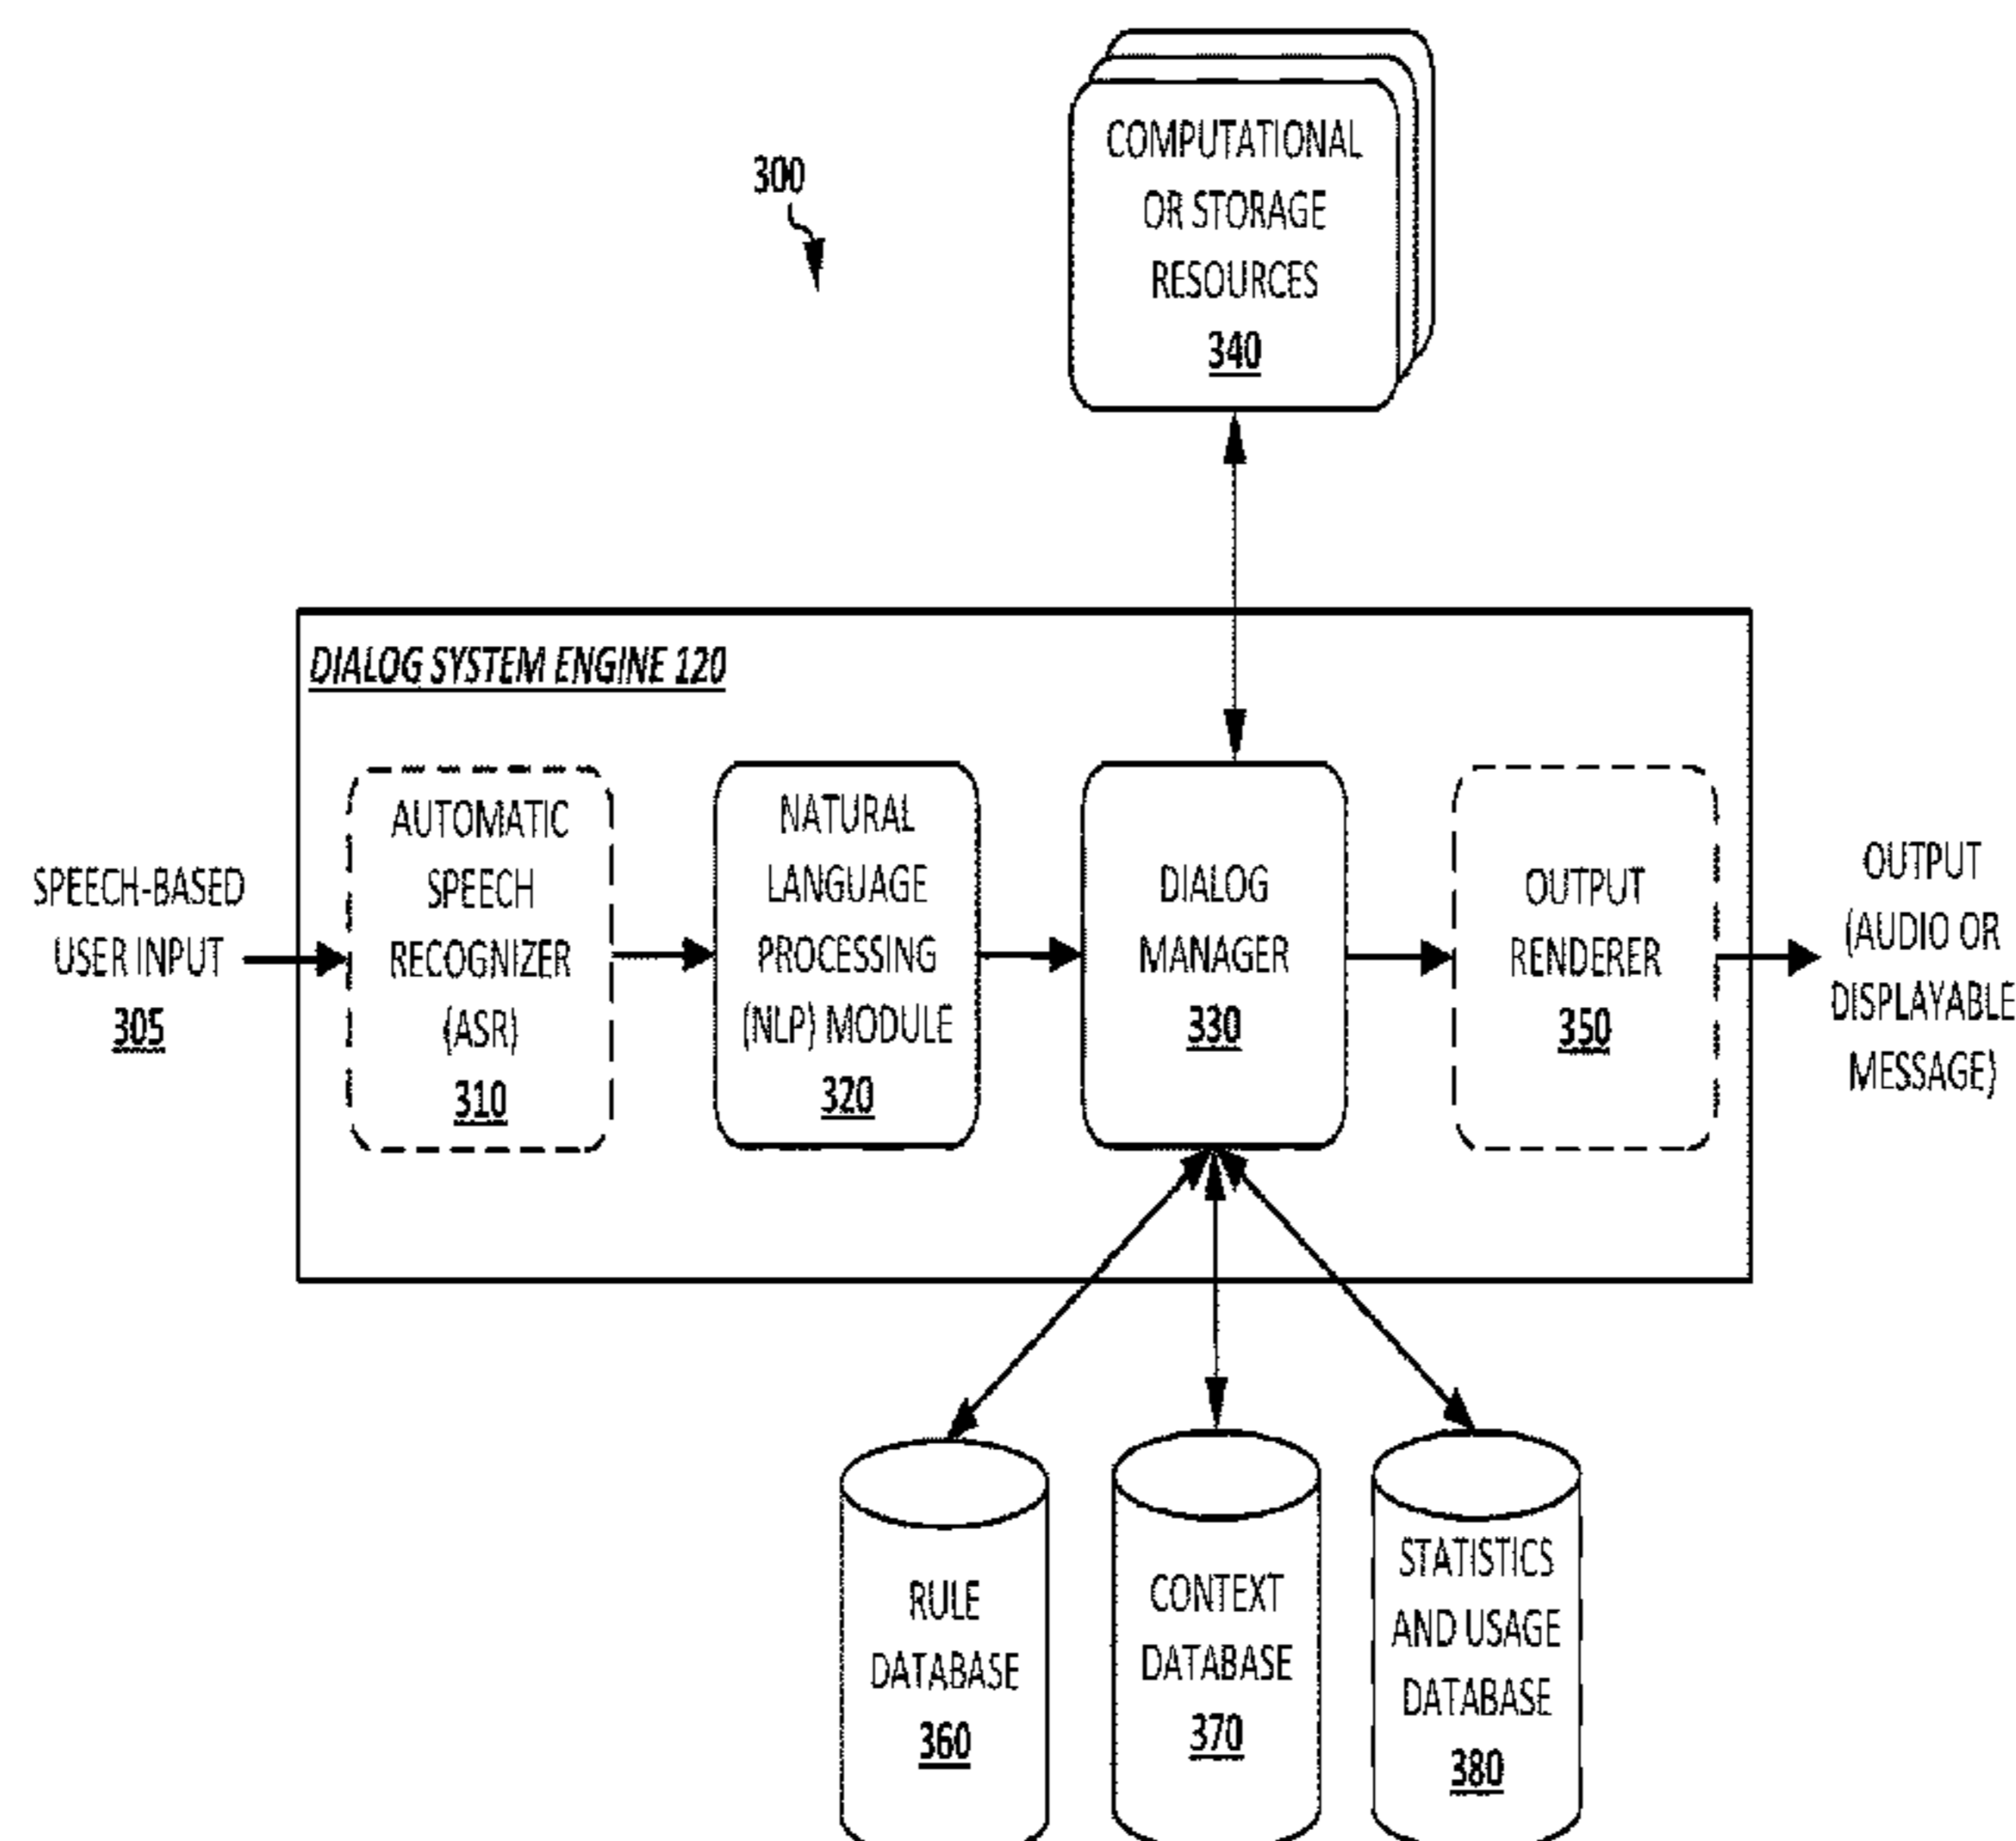 300
COMPUTATIONAL
OR STORAGE
RESOURCES
340
DIALOG SYSTEM ENGINE 120
SPEECH-BASED
USER INPUT
305
AUTOMATIC
SPEECH
RECOGNIZER
(ASR)
310
NATURAL
LANGUAGE
PROCESSING
(NLP) MODULE
320
DIALOG
MANAGER
330
OUTPUT
RENDERER
350
OUTPUT
(AUDIO OR
DISPLAYABLE
MESSAGE)
RULE
DATABASE
360
CONTEXT
DATABASE
370
STATISTICS
AND USAGE
DATABASE
380